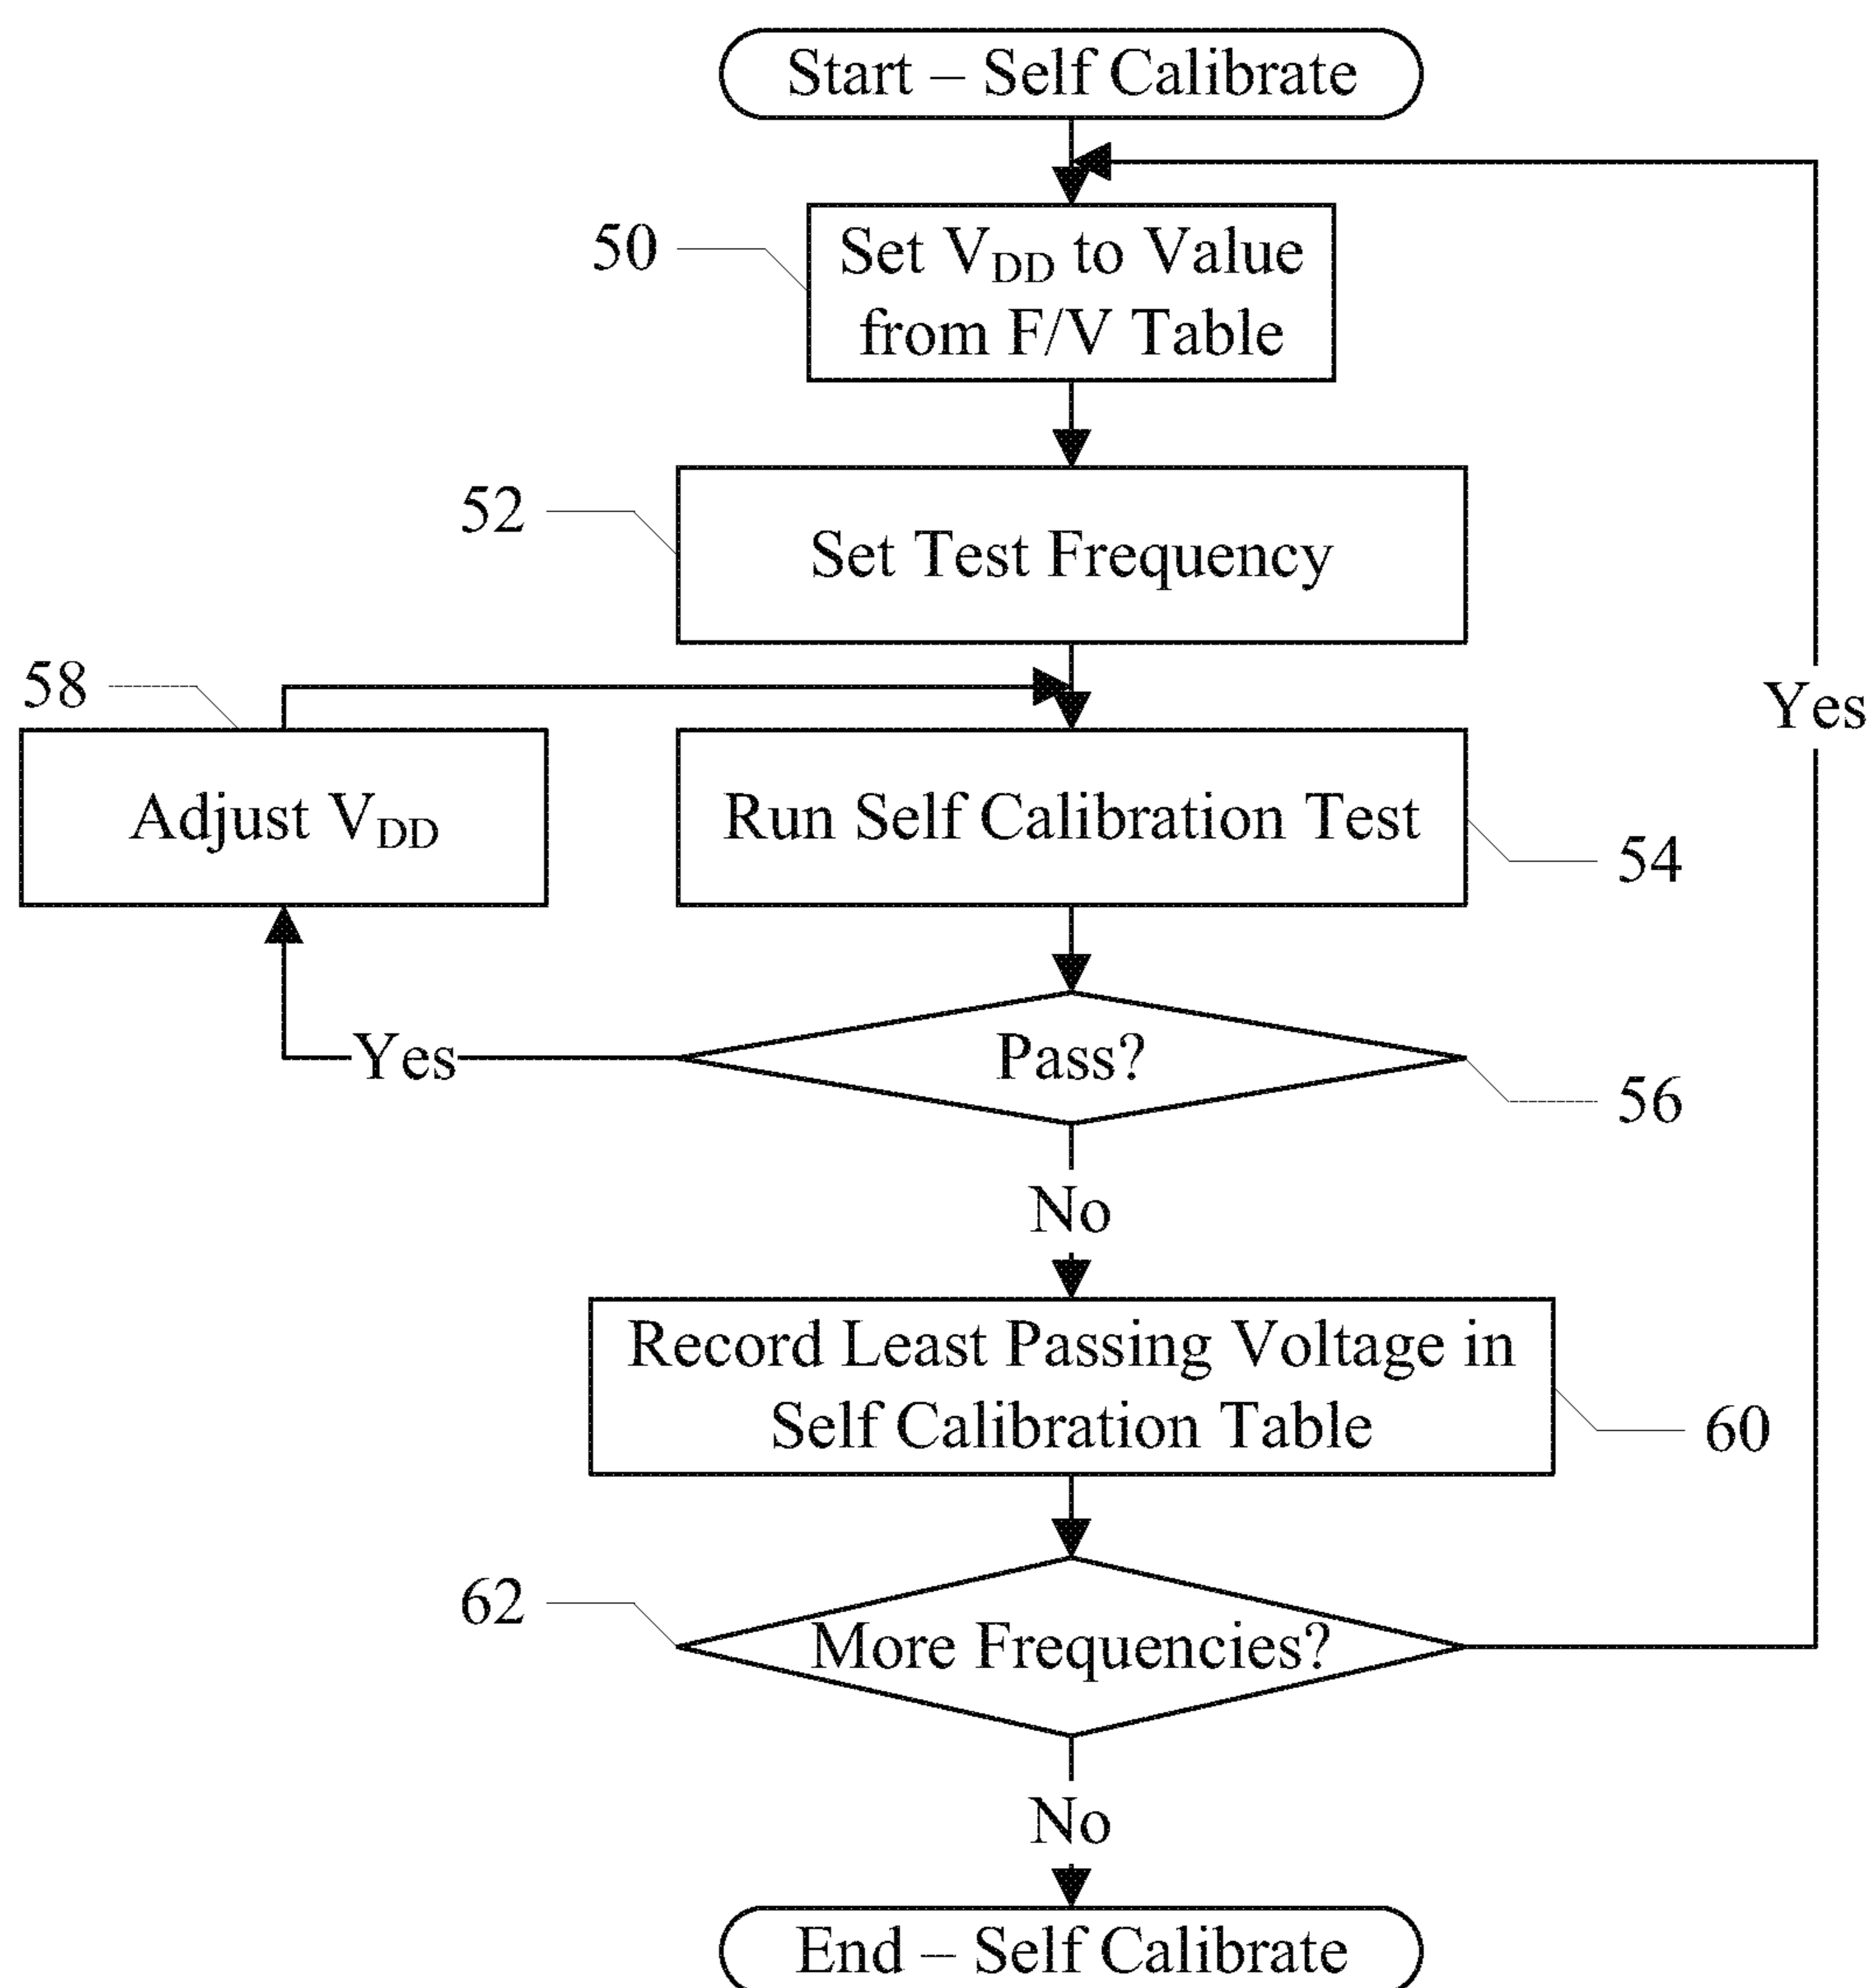 Start – Self Calibrate
50
Set VDD to Value
from F/V Table
52
Set Test Frequency
58
Yes
Adjust VDD
Run Self Calibration Test
54
Yes
Pass?
56
No
Record Least Passing Voltage in
Self Calibration Table
60
62
More Frequencies?
No
End – Self Calibrate